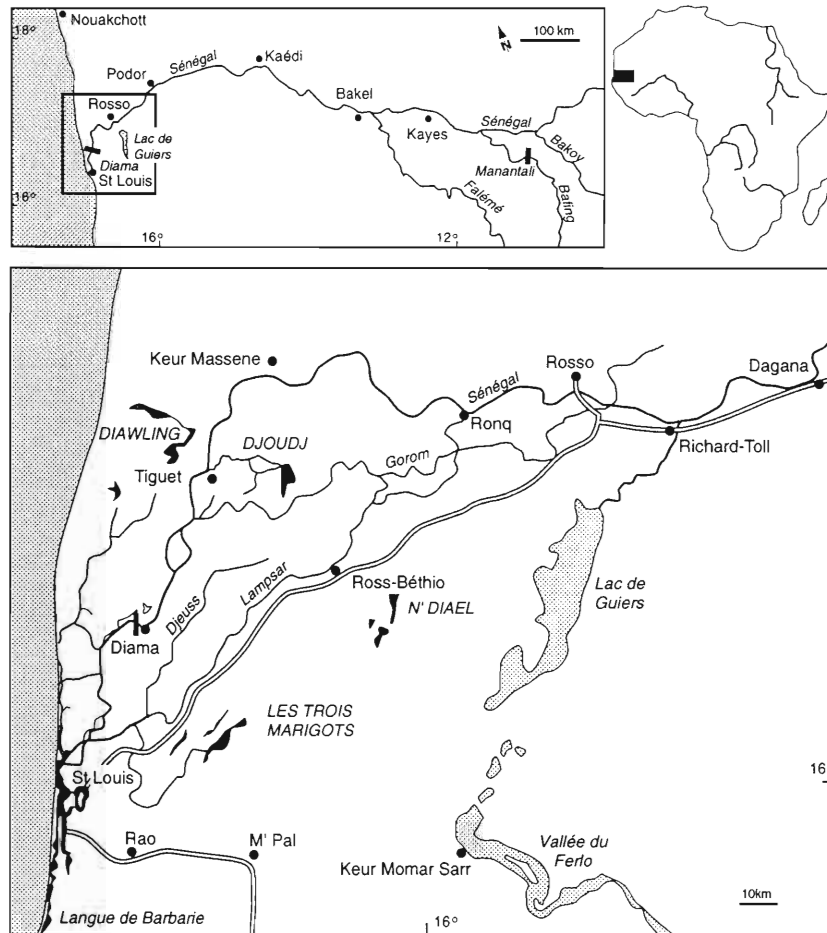 18°
Nouakchott
N
100 km
Podor
Sénégal
Kaédi
Rosso
Bakel
Lac de
Guiers
Kayes
Sénégal
Bakoy
Diama
Manantali
St Louis
Falémé
Bafing
16°
16°
12°
Keur Massene
Rosso
Dagana
Sénégal
DIAWLING
Ronq
DJOUDJ
Richard-Toll
Gorom
Tiguet
Lac de
Guiers
Ross-Béthio
Lampsar
Djeuss
N' DIAEL
Diama
LES TROIS
MARIGOTS
St Louis
16
Rao
M' Pal
Keur Momar Sarr
Vallée du
Ferlo
10km
Langue de Barbarie
16°